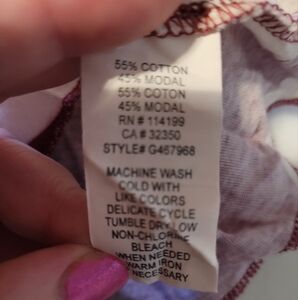 55% COTTON
45% MODAL
55% COTON
45% MODAL
RN # 114199
CA # 32350
STYLE# G467968
MACHINE WASH
COLD WITH
LIKE COLORS
DELICATE CYCLE
TUMBLE DRY LOW
NON-CHLORINE
BLEACH
WHEN NEEDED
WARM IRON
NECESSARY